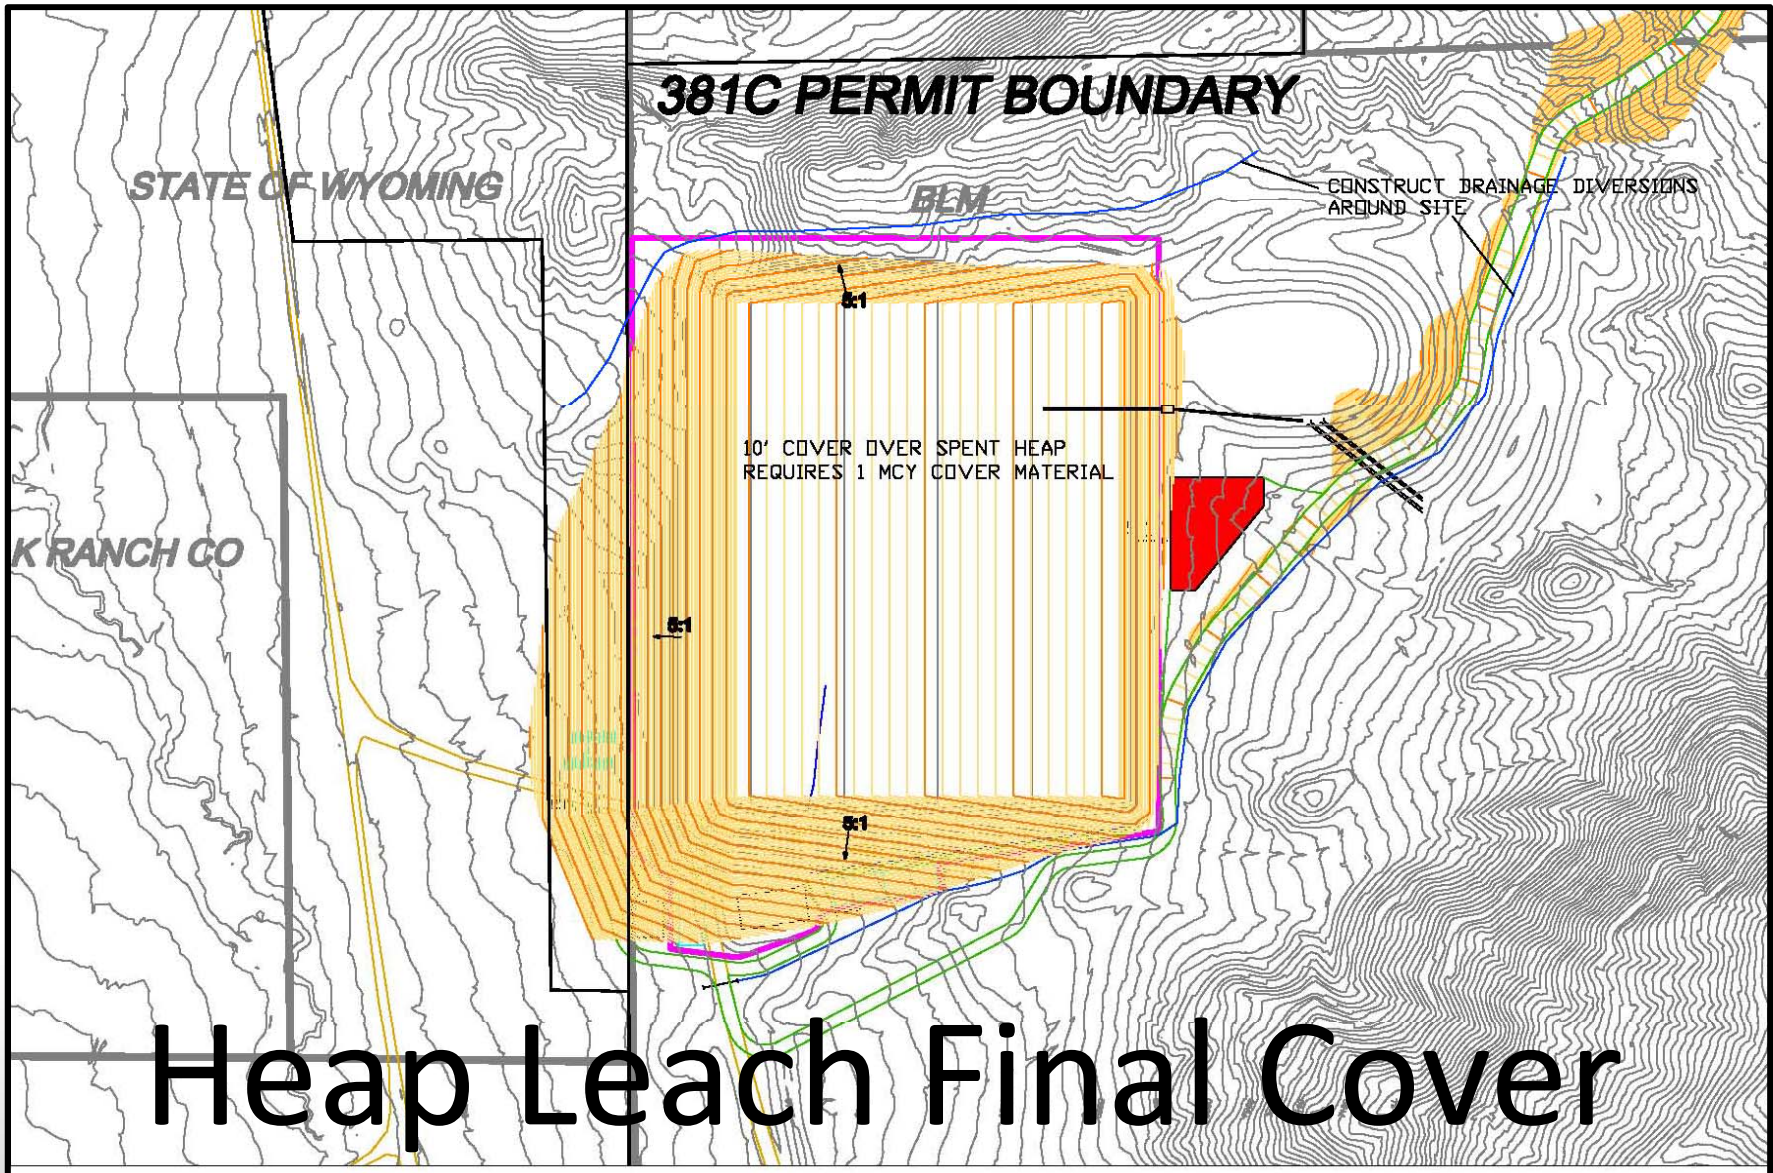 381C PERMIT BOUNDARY
STATE OF WYOMING
BLM
CONSTRUCT DRAINAGE DIVERSIONS
AROUND SITE
5:1
10' COVER OVER SPENT HEAP
REQUIRES 1 MCY COVER MATERIAL
K RANCH CO
5:1
5:1
Heap Leach Final Cover